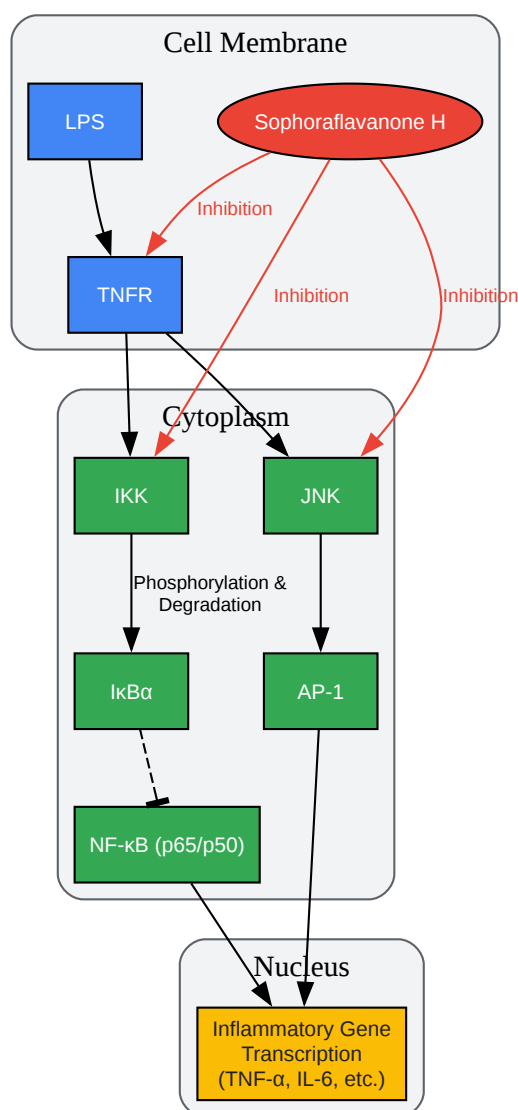 Cell Membrane
LPS
Sophoraflavanone H
Inhibition
TNFR
Inhibition
Inhibition
Cytoplasm
IKK
JNK
Phosphorylation &
Degradation
IκBα
AP-1
NF-κB (p65/p50)
Nucleus
Inflammatory Gene
Transcription
(TNF-α, IL-6, etc.)